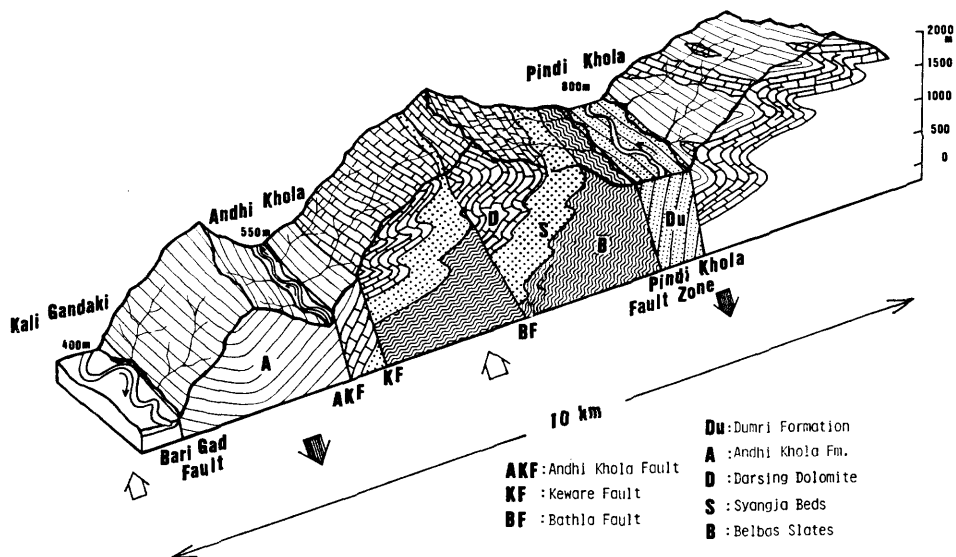 2000
m
1500
1000
500
0
Pindi Khola
800m
Andhi Khola
550m
Kali Gandaki
400m
D
S
B
Du
A
Pindi Khola
Fault Zone
BF
KF
AKF
Bari Gad
Fault
10 km
AKF: Andhi Khola Fault
KF : Keware Fault
BF : Bathla Fault
Du: Dumri Formation
A : Andhi Khola Fm.
D : Darsing Dolomite
S : Syangja Beds
B : Belbas Slates